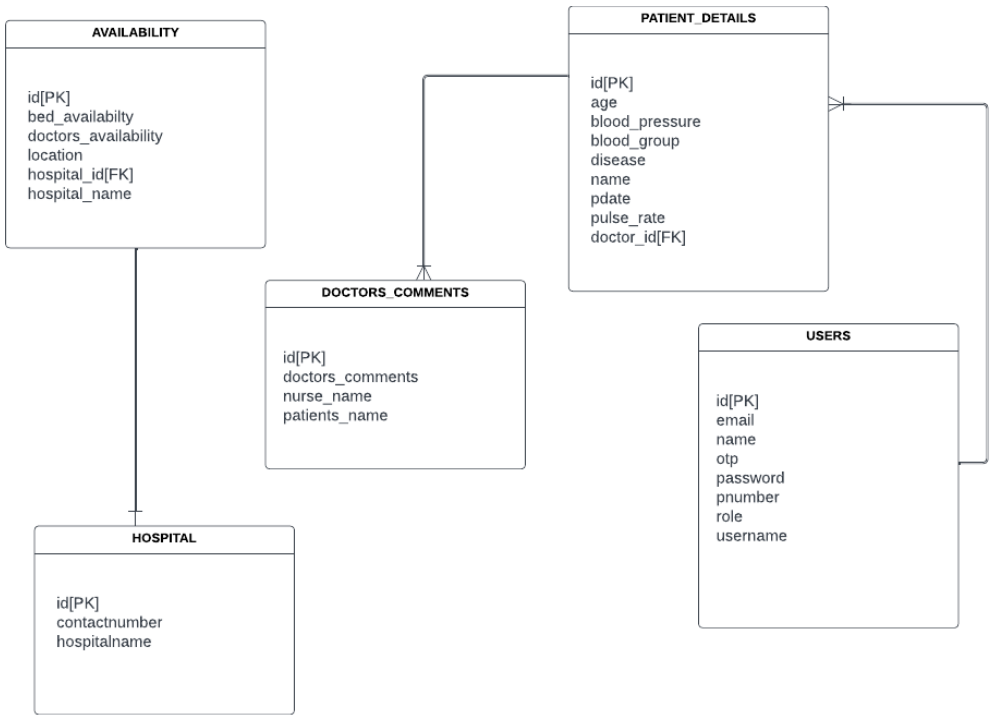 AVAILABILITY
id[PK]
bed_availabilty
doctors_availability
location
hospital_id[FK]
hospital_name
PATIENT_DETAILS
id[PK]
age
blood_pressure
blood_group
disease
name
pdate
pulse_rate
doctor_id[FK]
DOCTORS_COMMENTS
id[PK]
doctors_comments
nurse_name
patients_name
USERS
id[PK]
email
name
otp
password
pnumber
role
username
HOSPITAL
id[PK]
contactnumber
hospitalname